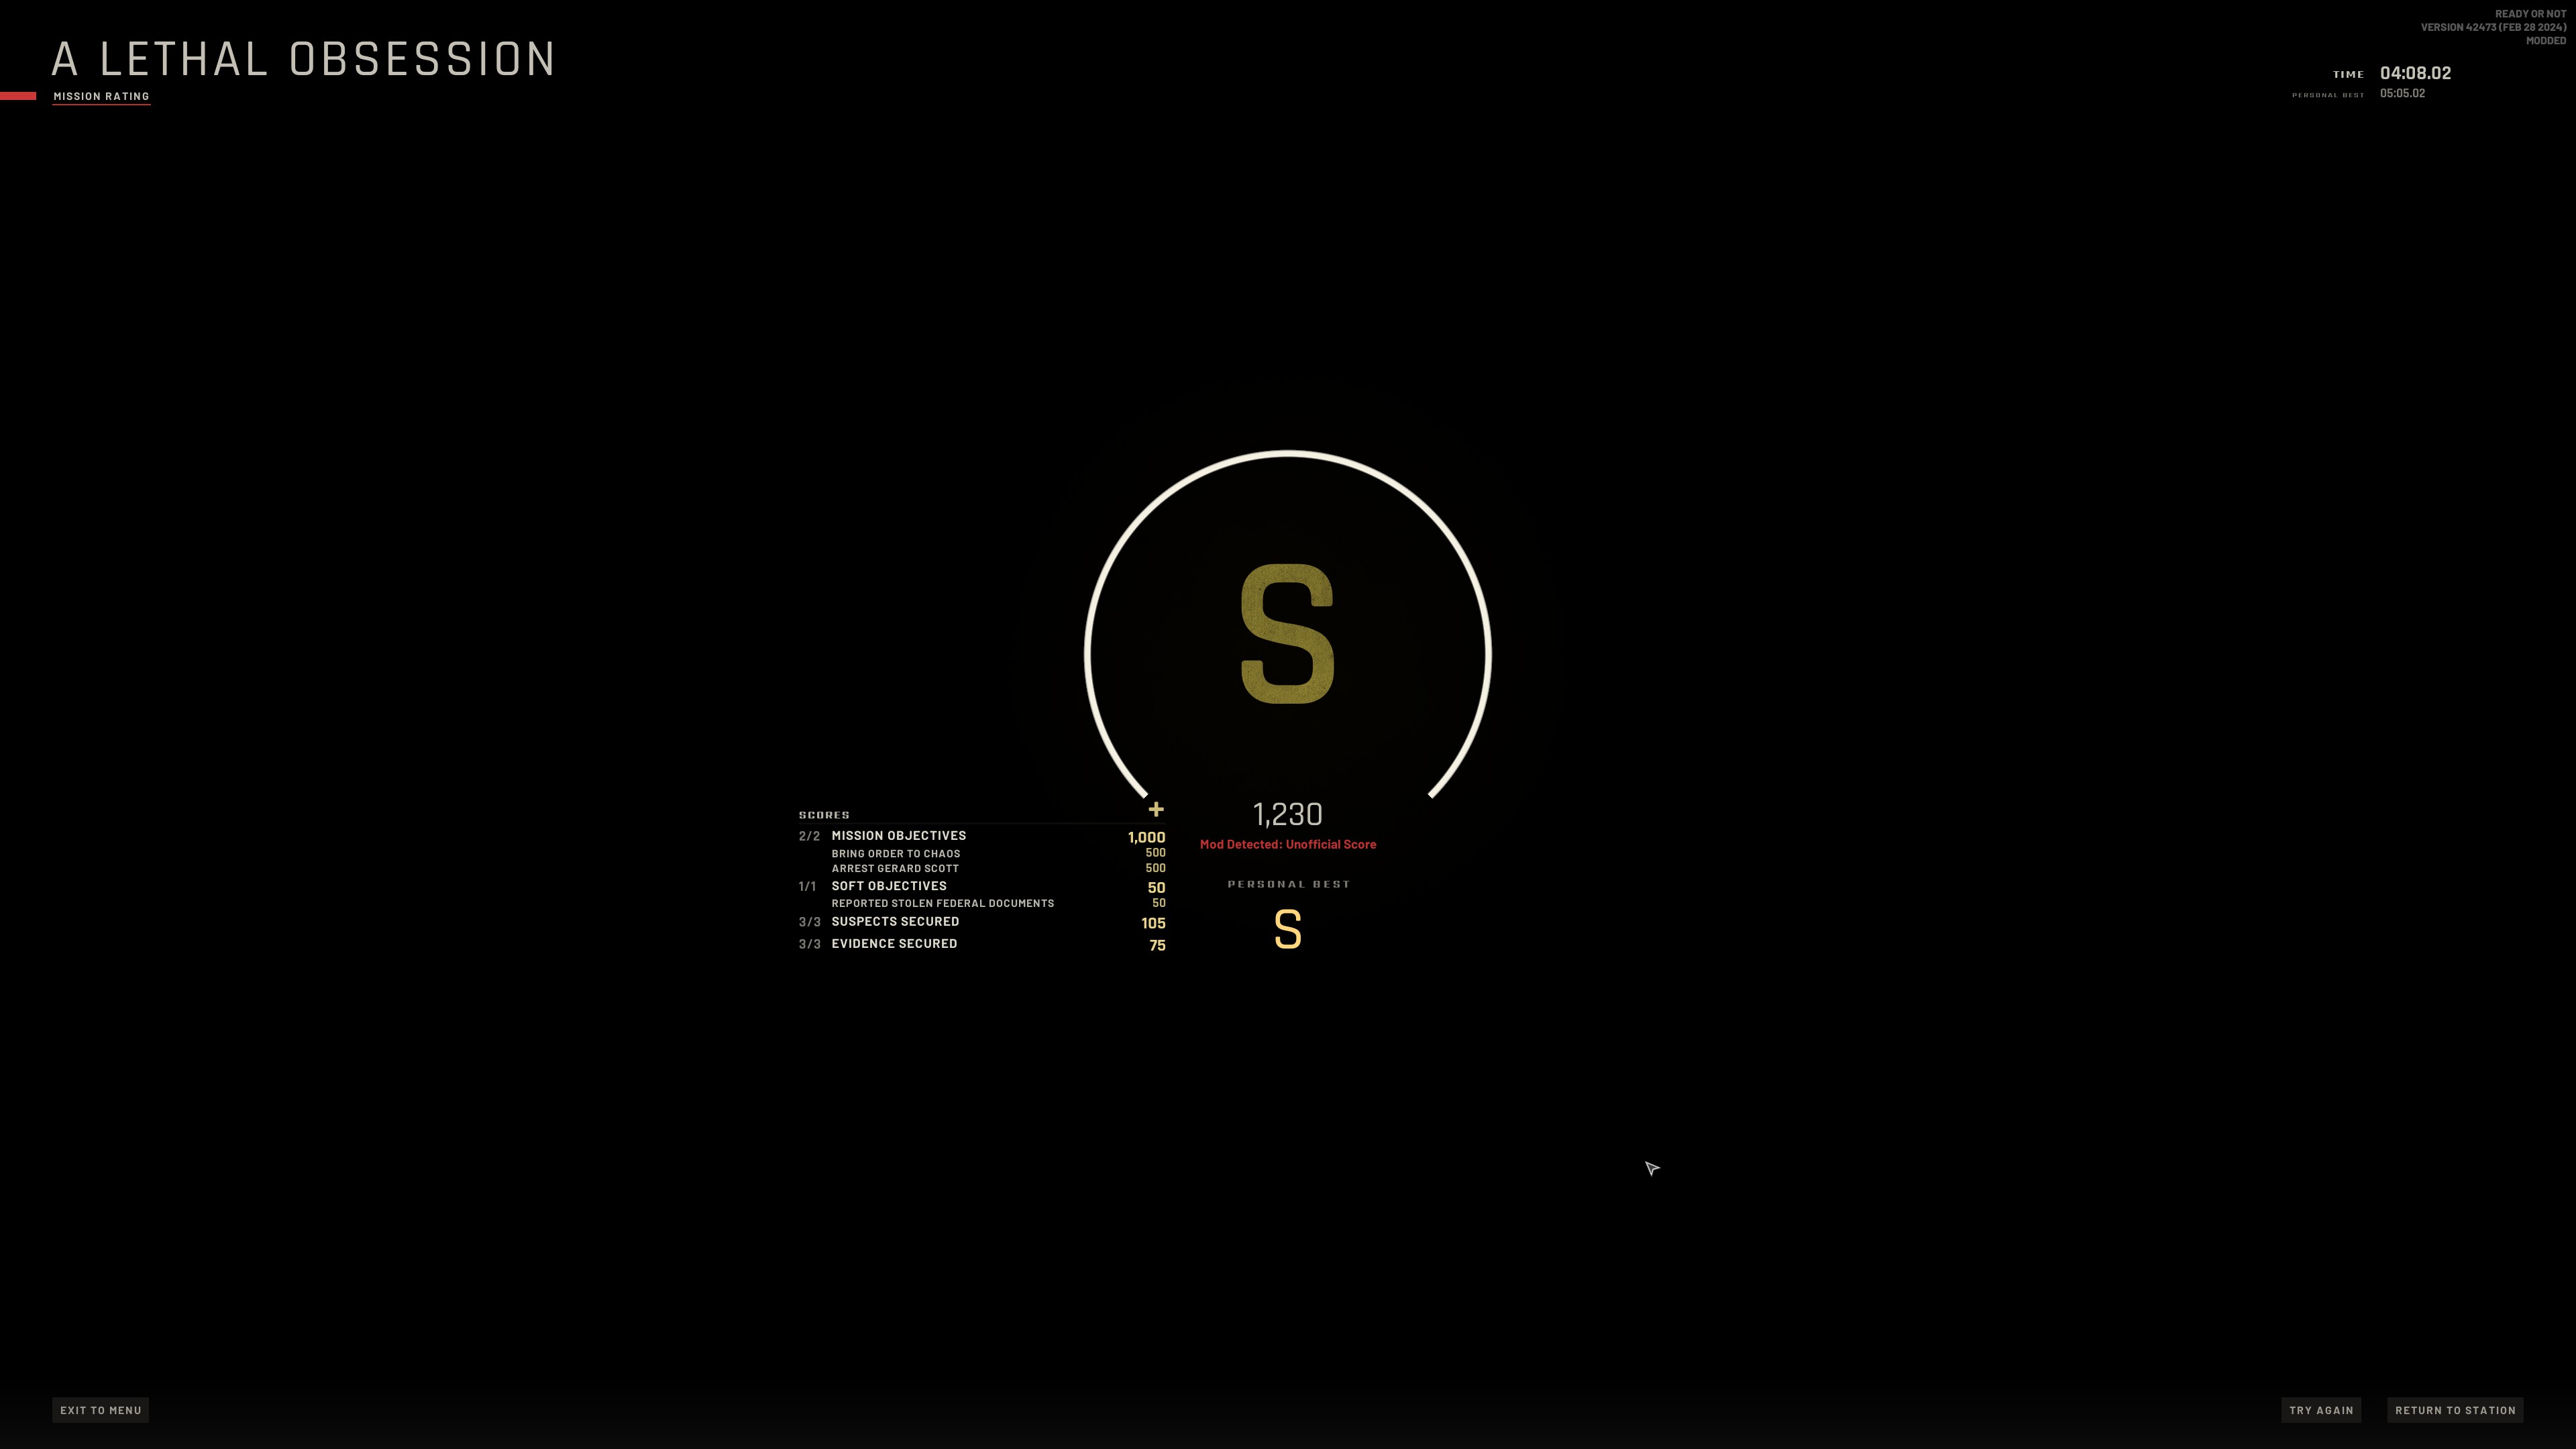 READY OR NOT
VERSION 42473 (FEB 28 2024)
MODDED
A LETHAL OBSESSION
MISSION RATING
TIME 04:08.02
PERSONAL BEST 05:05.02
S
1,230
Mod Detected: Unofficial Score
PERSONAL BEST
S
SCORES +
2/2 MISSION OBJECTIVES 1,000
BRING ORDER TO CHAOS 500
ARREST GERARD SCOTT 500
1/1 SOFT OBJECTIVES 50
REPORTED STOLEN FEDERAL DOCUMENTS 50
3/3 SUSPECTS SECURED 105
3/3 EVIDENCE SECURED 75
EXIT TO MENU
TRY AGAIN
RETURN TO STATION